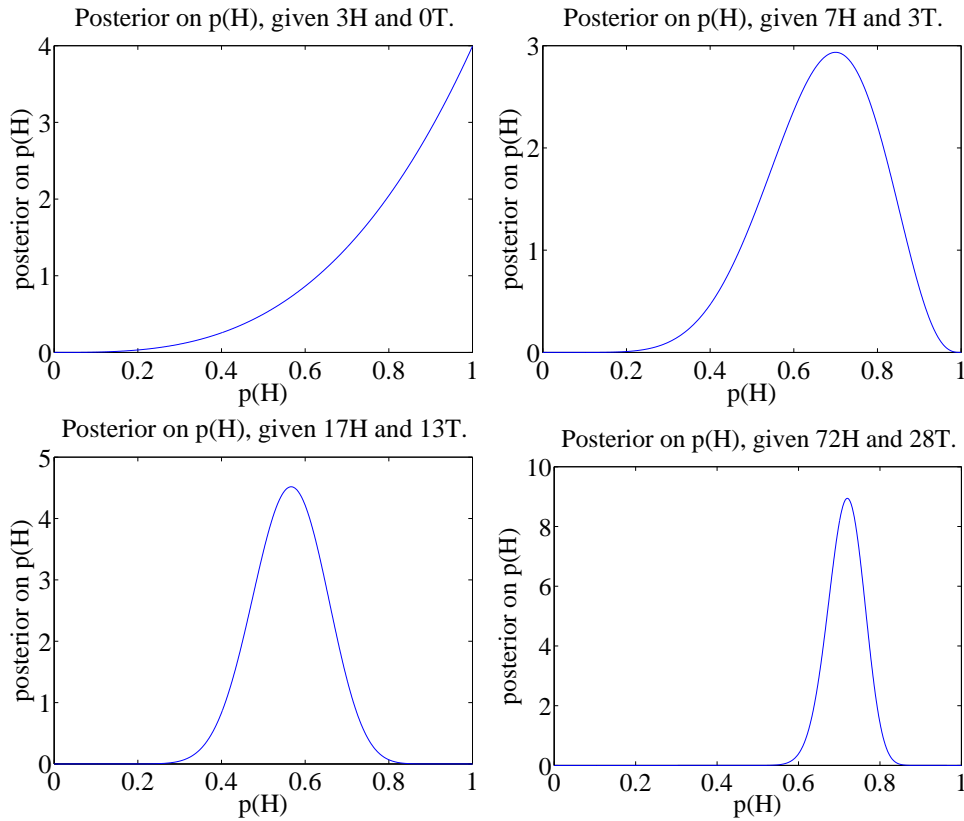 Posterior on p(H), given 3H and 0T.
4
3
2
1
0
posterior on p(H)
0 0.2 0.4 0.6 0.8 1
p(H)
Posterior on p(H), given 7H and 3T.
3
2
1
0
posterior on p(H)
0 0.2 0.4 0.6 0.8 1
p(H)
Posterior on p(H), given 17H and 13T.
5
4
3
2
1
0
posterior on p(H)
0 0.2 0.4 0.6 0.8 1
p(H)
Posterior on p(H), given 72H and 28T.
10
8
6
4
2
0
posterior on p(H)
0 0.2 0.4 0.6 0.8 1
p(H)